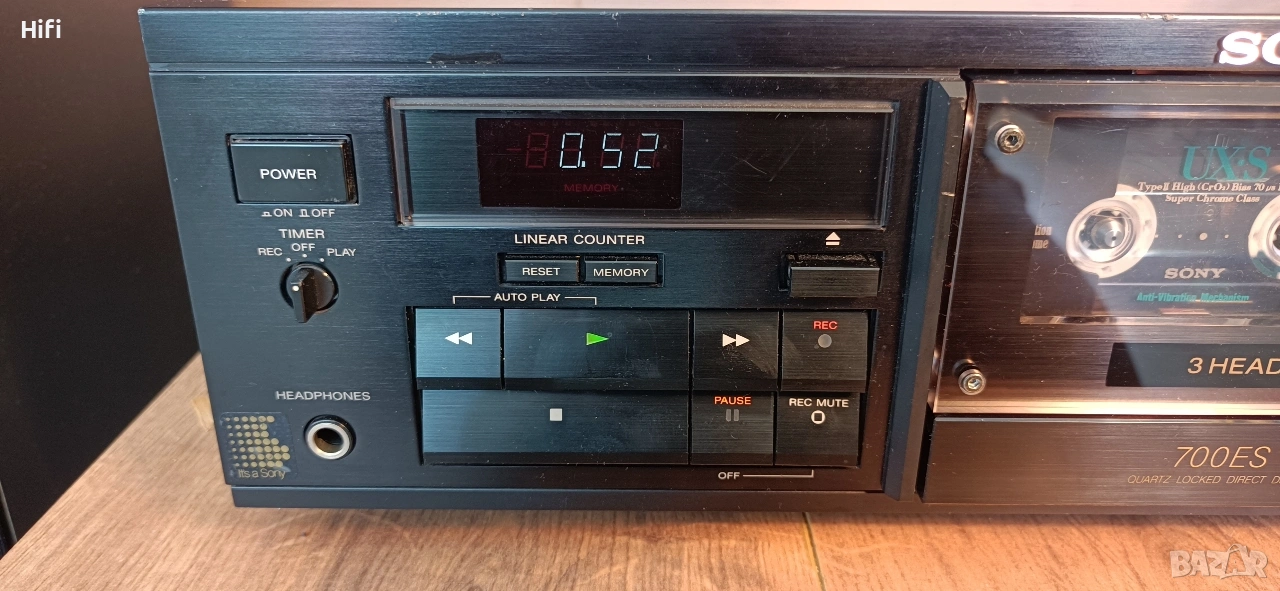 Hifi
SO
POWER
ON OFF
TIMER
REC OFF PLAY
0.52
MEMORY
LINEAR COUNTER
RESET MEMORY
AUTO PLAY
REC
PAUSE
REC MUTE
OFF
HEADPHONES
It's a Sony
UX·S
Type II High (CrO₂) Bias 70 μs
Super Chrome Class
SONY
Anti-Vibration Mechanism
3 HEAD
700ES
QUARTZ LOCKED DIRECT D
BAZAR